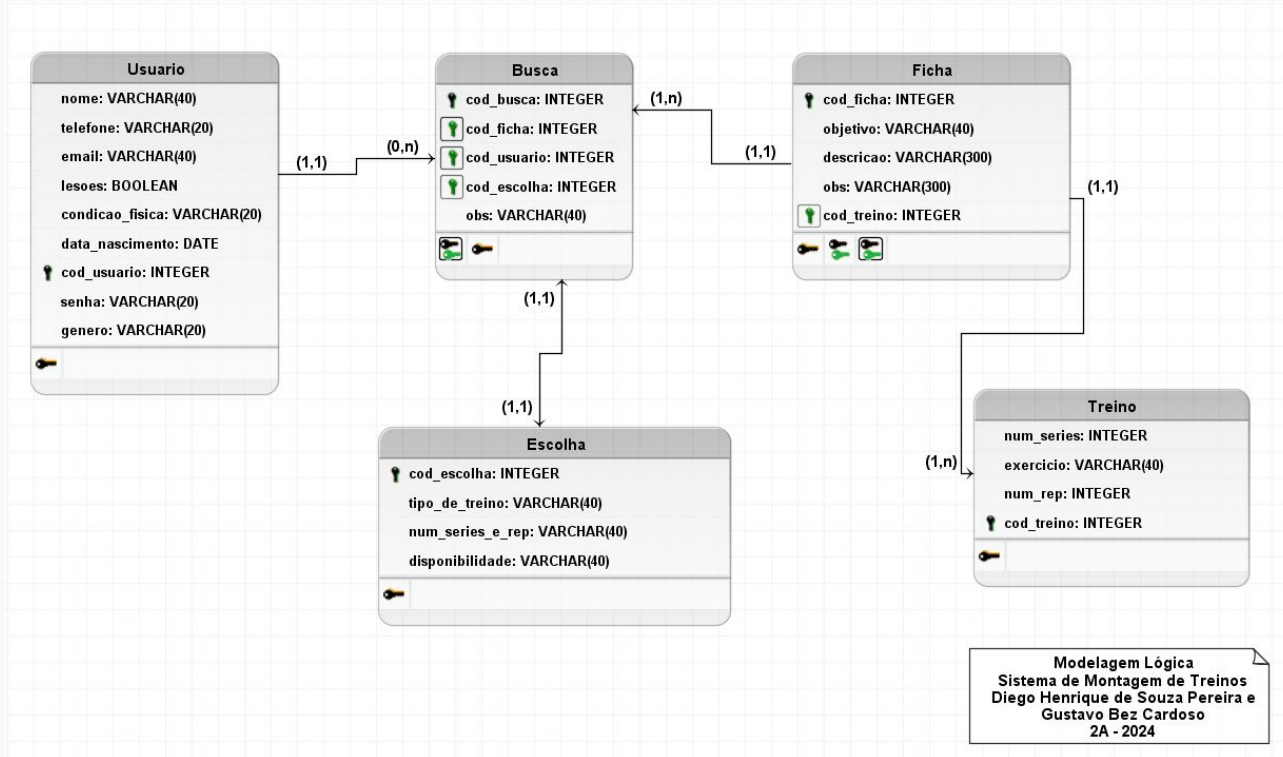 Usuario
nome: VARCHAR(40)
telefone: VARCHAR(20)
email: VARCHAR(40)
lesoes: BOOLEAN
condicao_fisica: VARCHAR(20)
data_nascimento: DATE
cod_usuario: INTEGER
senha: VARCHAR(20)
genero: VARCHAR(20)
(1,1)
(0,n)
Busca
cod_busca: INTEGER
cod_ficha: INTEGER
cod_usuario: INTEGER
cod_escolha: INTEGER
obs: VARCHAR(40)
(1,n)
(1,1)
Ficha
cod_ficha: INTEGER
objetivo: VARCHAR(40)
descricao: VARCHAR(300)
obs: VARCHAR(300)
cod_treino: INTEGER
(1,1)
(1,1)
(1,1)
Escolha
cod_escolha: INTEGER
tipo_de_treino: VARCHAR(40)
num_series_e_rep: VARCHAR(40)
disponibilidade: VARCHAR(40)
(1,n)
Treino
num_series: INTEGER
exercicio: VARCHAR(40)
num_rep: INTEGER
cod_treino: INTEGER
Modelagem Lógica
Sistema de Montagem de Treinos
Diego Henrique de Souza Pereira e
Gustavo Bez Cardoso
2A - 2024